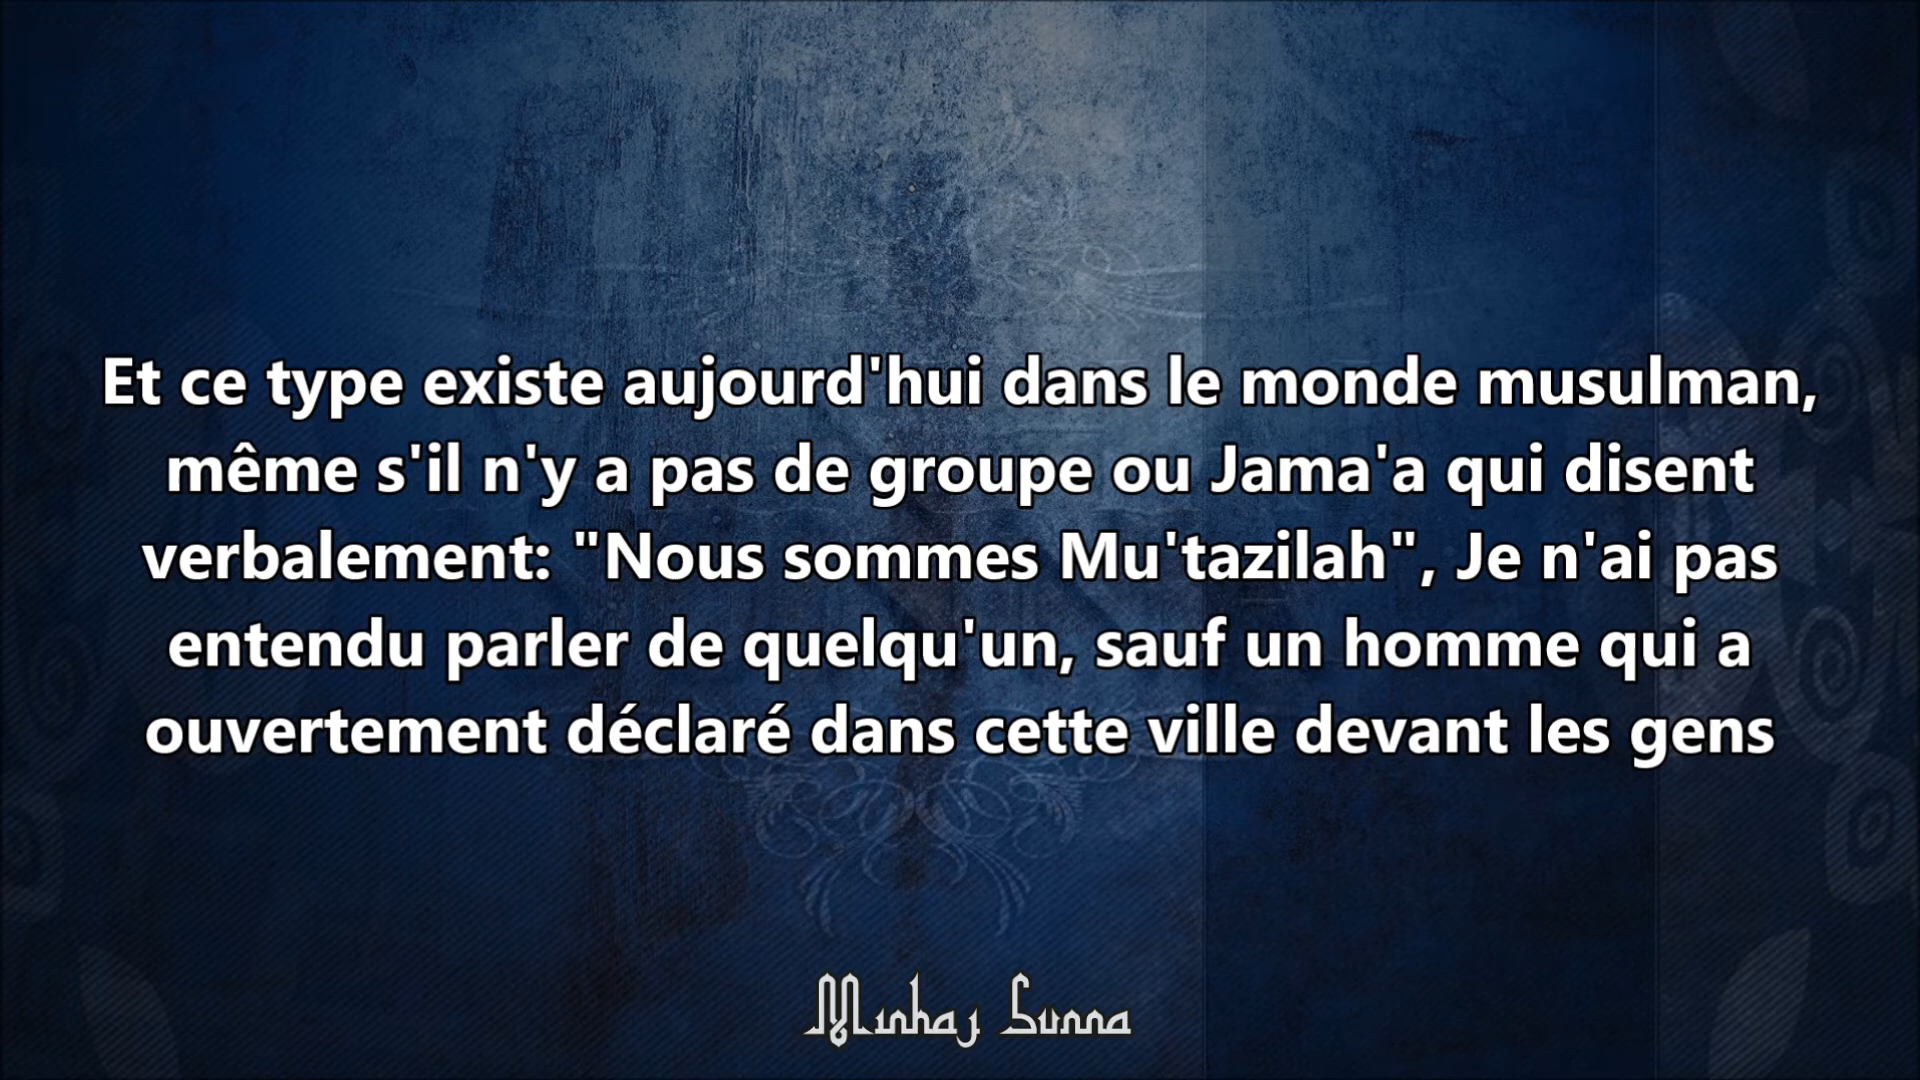 Et ce type existe aujourd'hui dans le monde musulman,
même s'il n'y a pas de groupe ou Jama'a qui disent
verbalement: "Nous sommes Mu'tazilah", Je n'ai pas
entendu parler de quelqu'un, sauf un homme qui a
ouvertement déclaré dans cette ville devant les gens
Minhaj Sunna